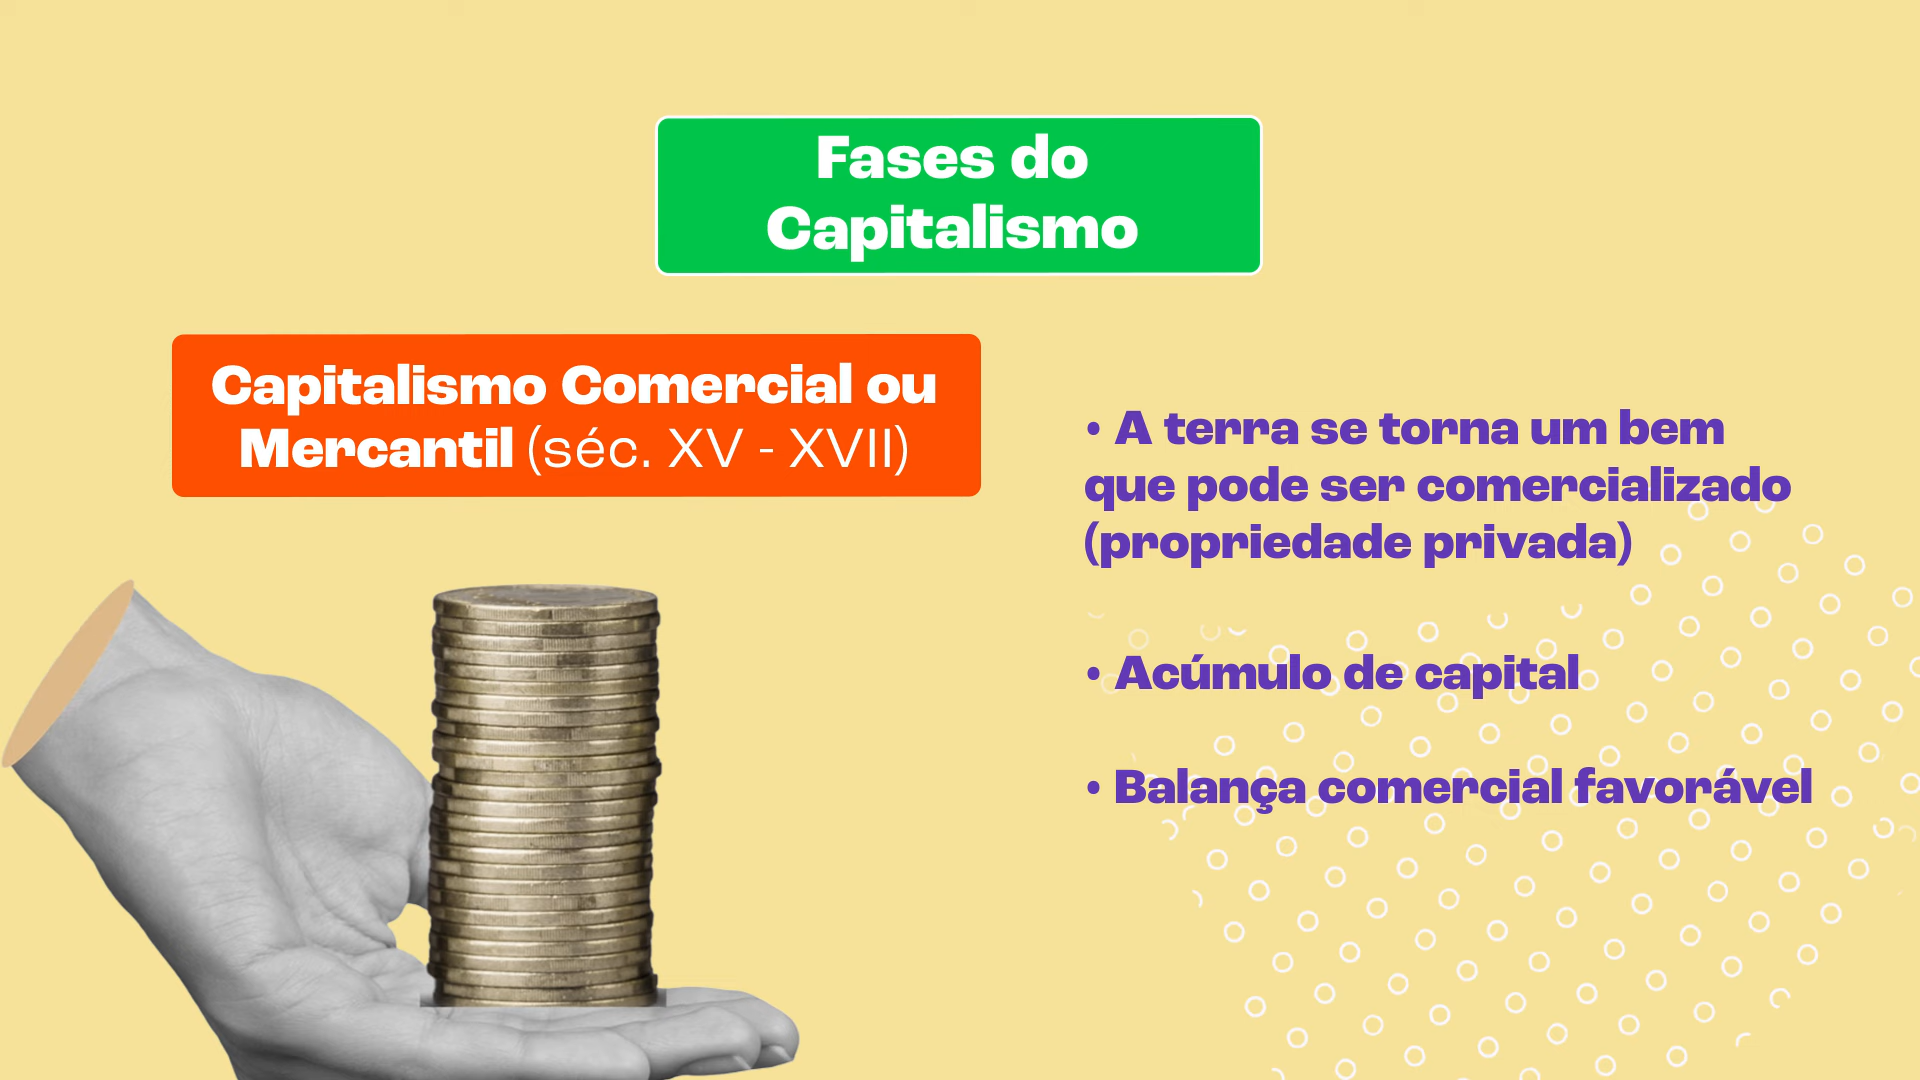 Fases do
Capitalismo
Capitalismo Comercial ou
Mercantil (séc. XV - XVII)
• A terra se torna um bem
que pode ser comercializado
(propriedade privada)
• Acúmulo de capital
• Balança comercial favorável